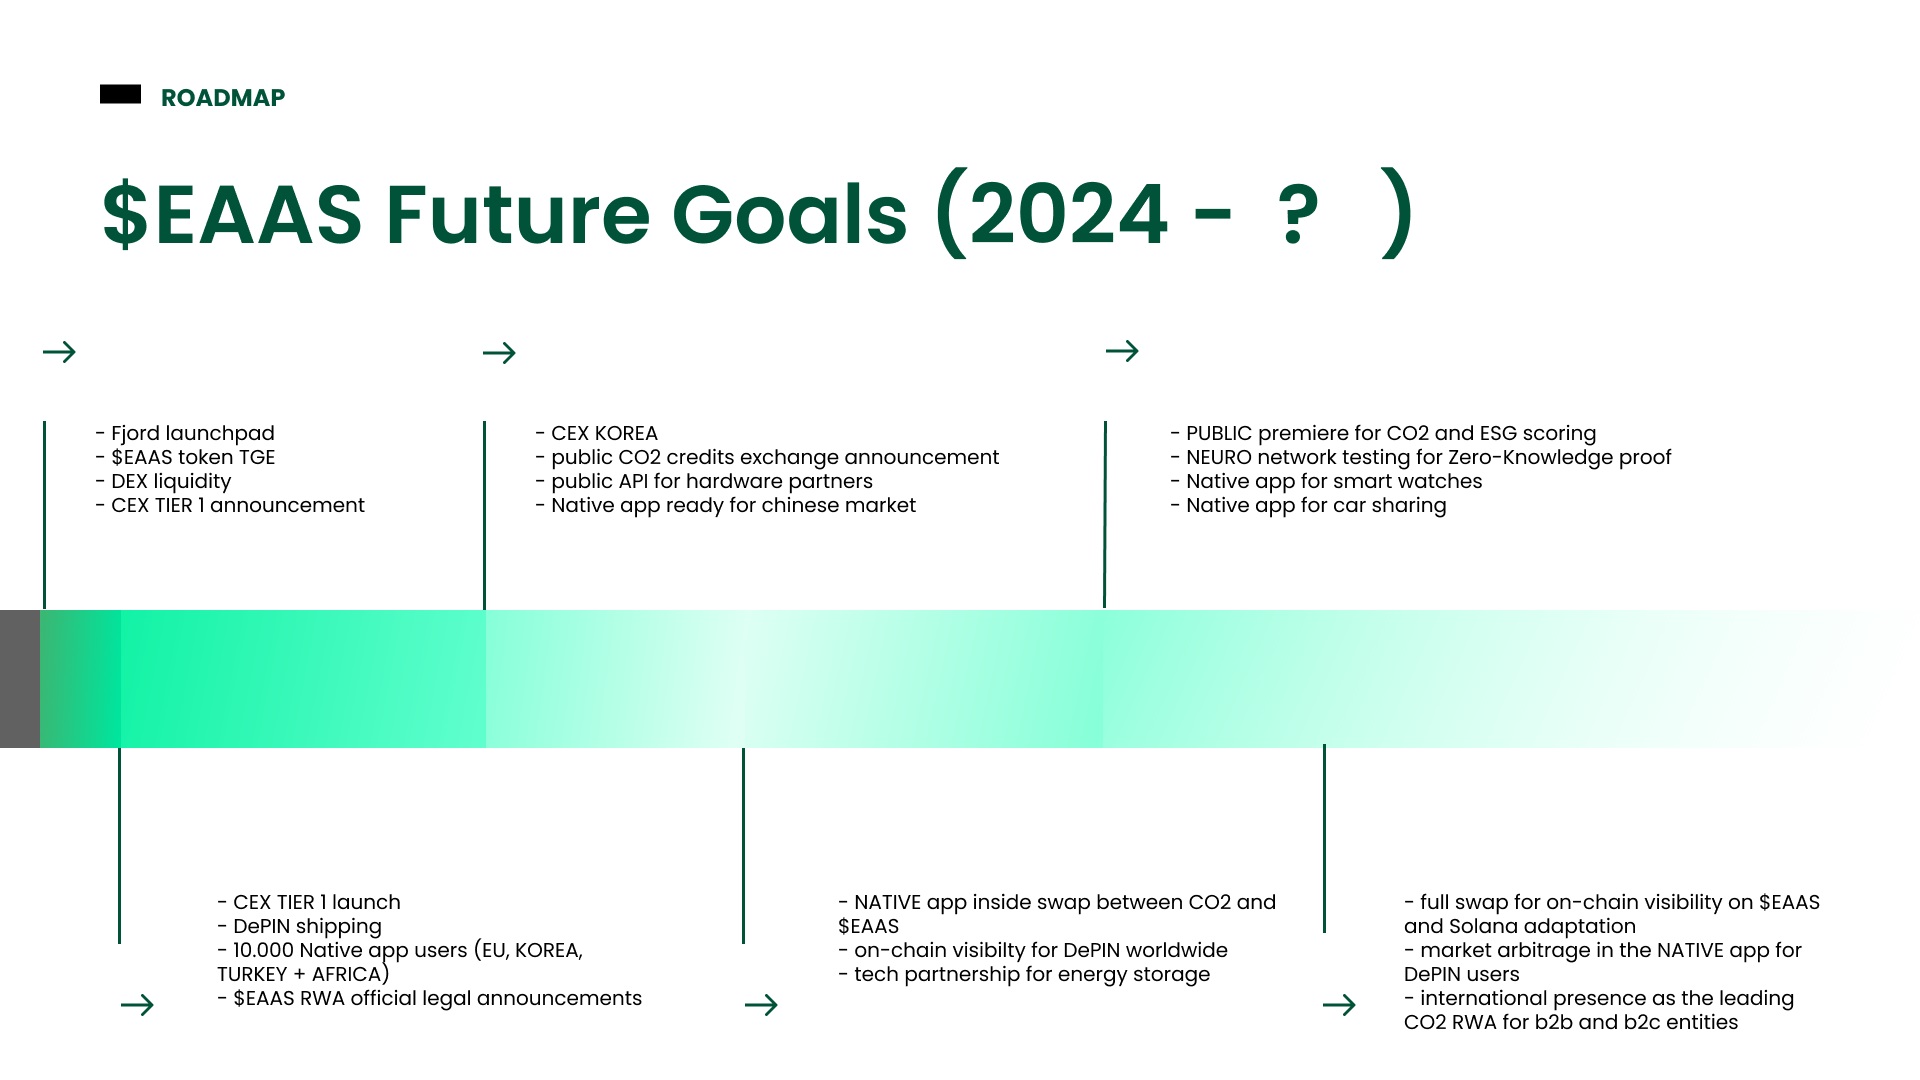 ROADMAP
$EAAS Future Goals (2024 - ? )
- Fjord launchpad
- $EAAS token TGE
- DEX liquidity
- CEX TIER 1 announcement
- CEX KOREA
- public CO2 credits exchange announcement
- public API for hardware partners
- Native app ready for chinese market
- PUBLIC premiere for CO2 and ESG scoring
- NEURO network testing for Zero-Knowledge proof
- Native app for smart watches
- Native app for car sharing
- CEX TIER 1 launch
- DePIN shipping
- 10.000 Native app users (EU, KOREA,
TURKEY + AFRICA)
- $EAAS RWA official legal announcements
- NATIVE app inside swap between CO2 and
$EAAS
- on-chain visibilty for DePIN worldwide
- tech partnership for energy storage
- full swap for on-chain visibility on $EAAS
and Solana adaptation
- market arbitrage in the NATIVE app for
DePIN users
- international presence as the leading
CO2 RWA for b2b and b2c entities